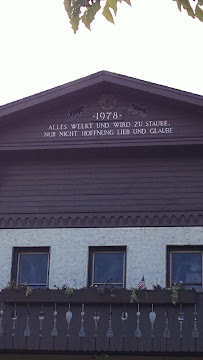 -1978-
ALLES WELKT UND WIRD ZU STAUBE,
NUR NICHT HOFFNUNG LIEB UND GLAUBE